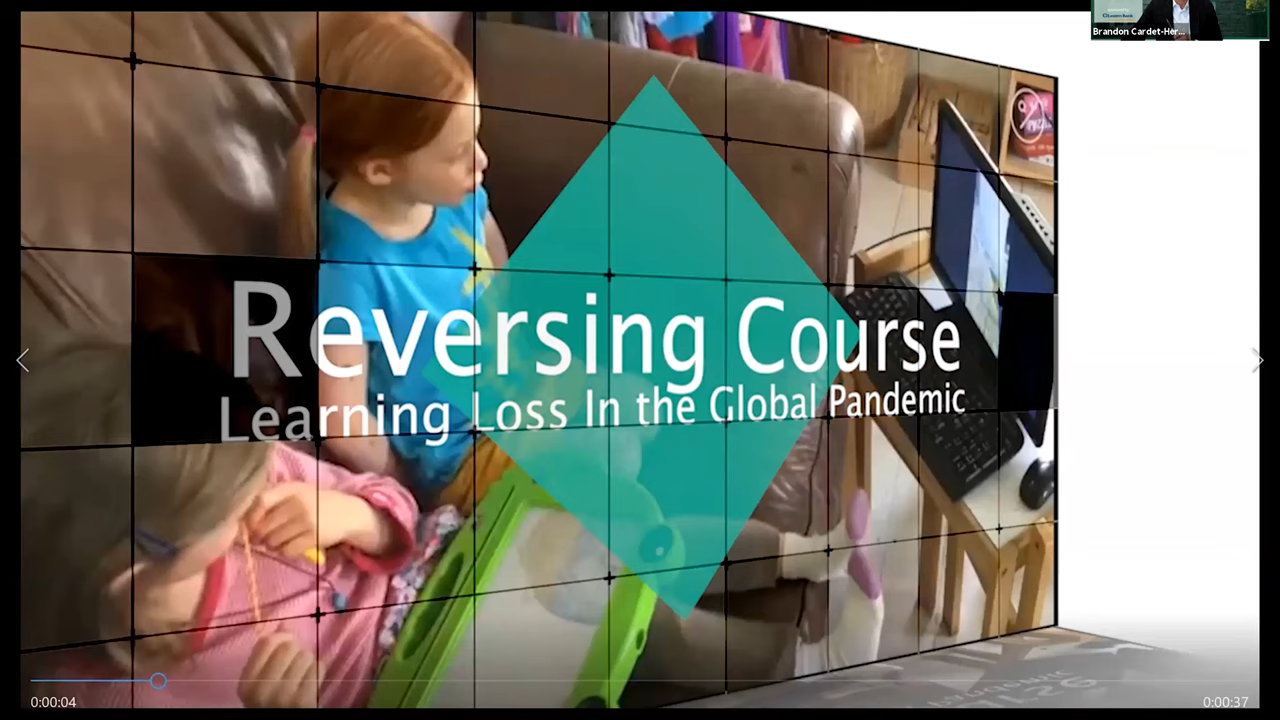 Brandon Cardet-Her...
Reversing Course
Learning Loss In the Global Pandemic
0:00:04
0:00:37